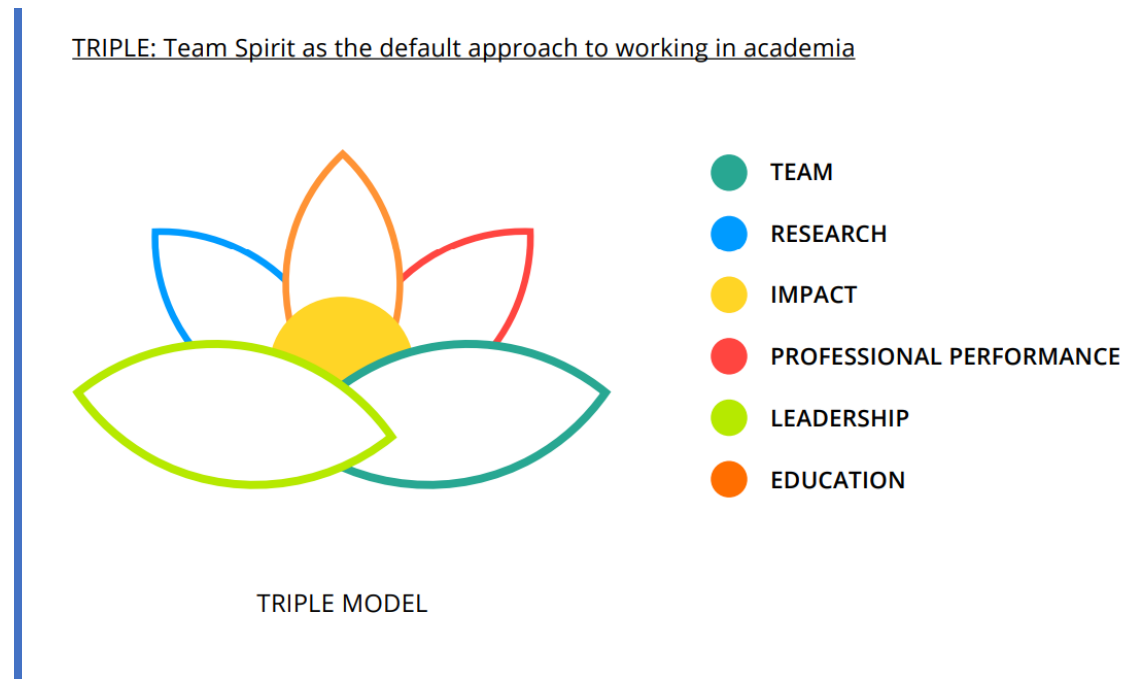 TRIPLE: Team Spirit as the default approach to working in academia
TEAM
RESEARCH
IMPACT
PROFESSIONAL PERFORMANCE
LEADERSHIP
EDUCATION
TRIPLE MODEL